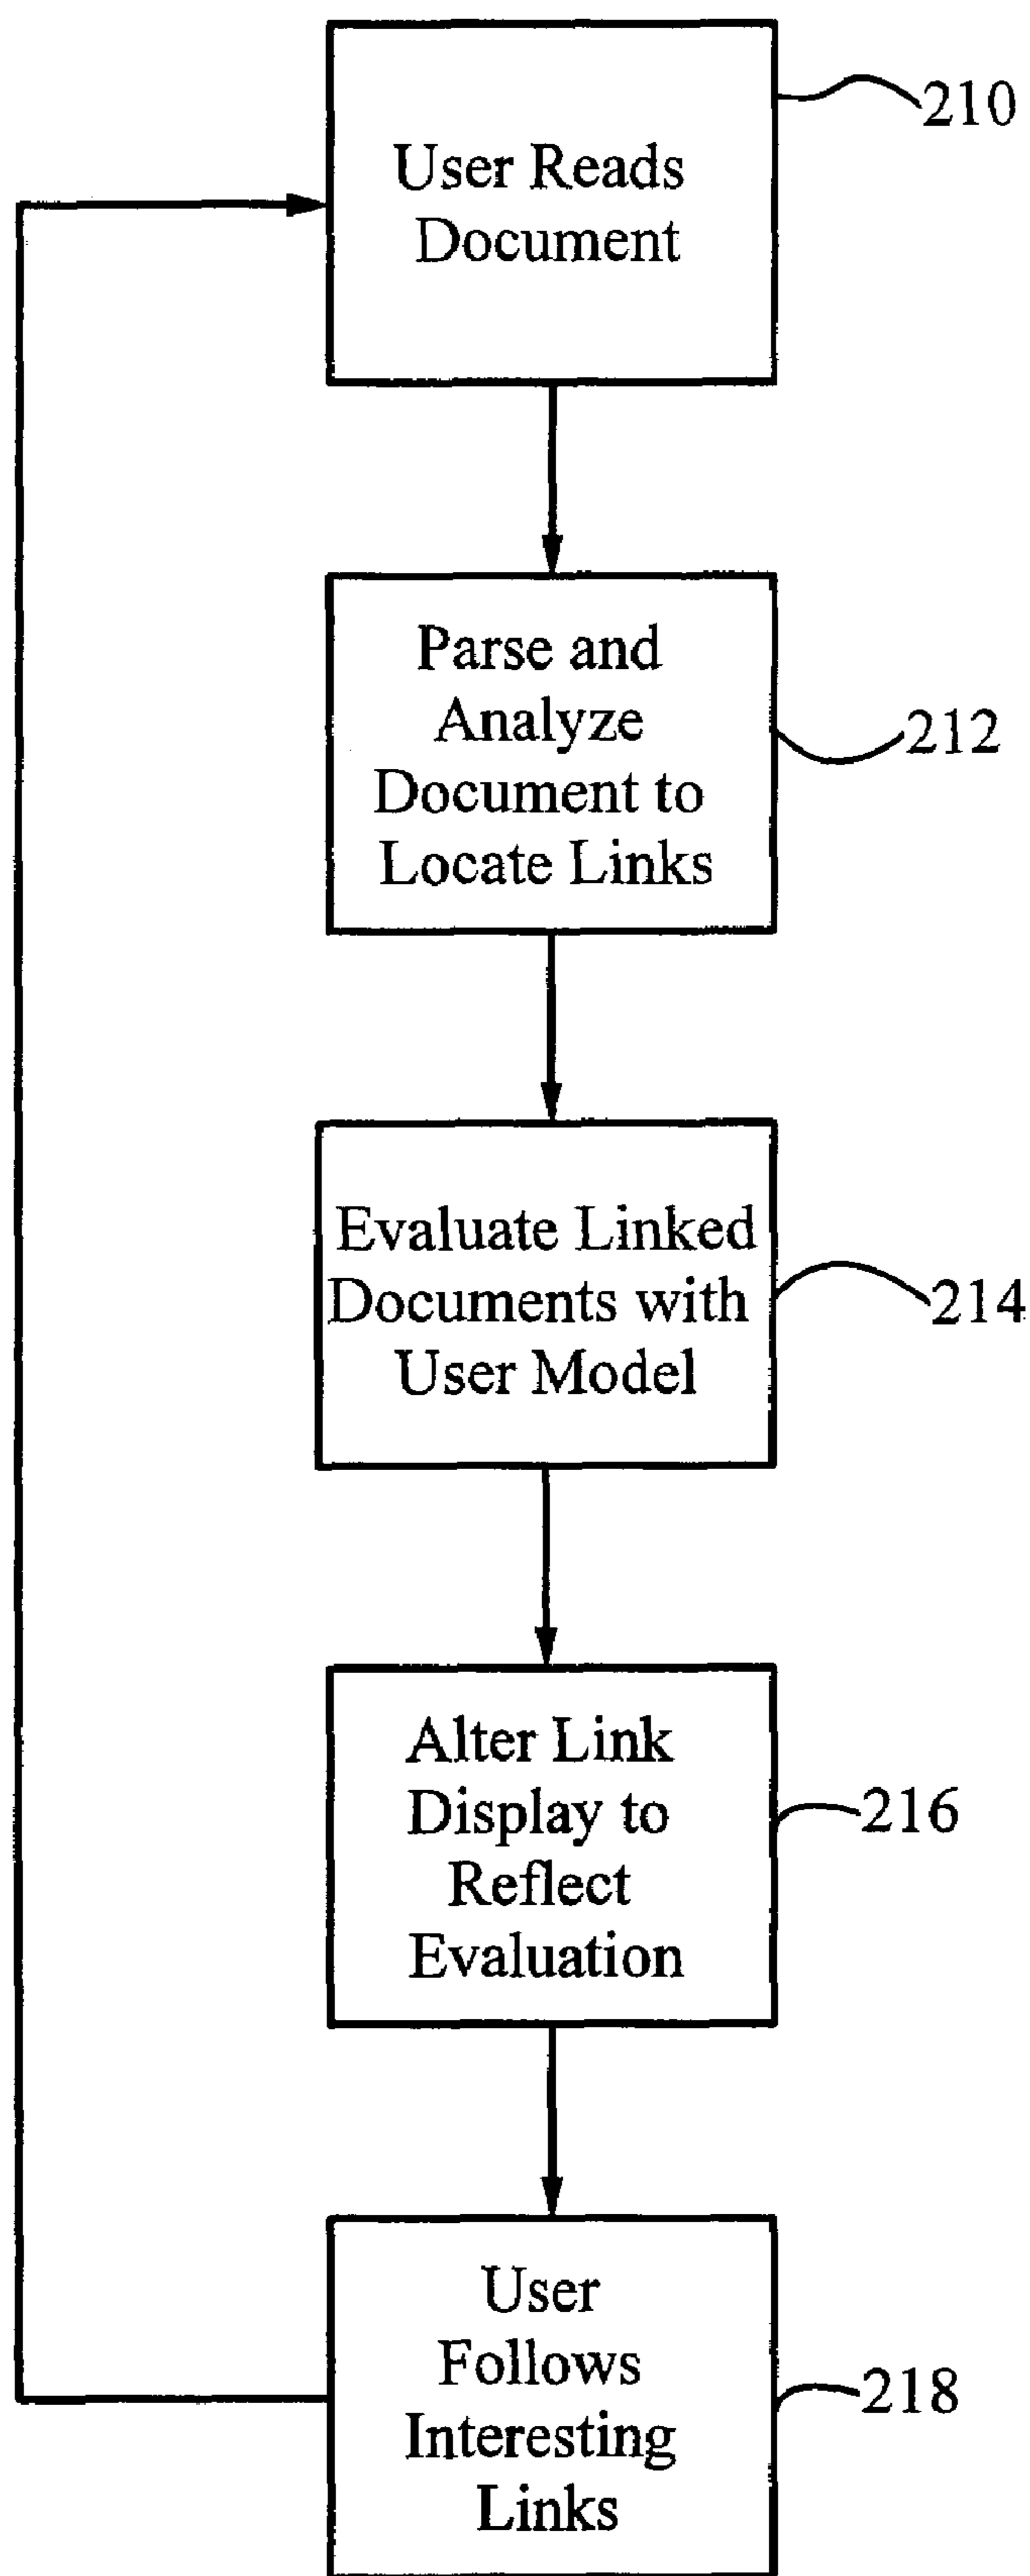 210
User Reads
Document
Parse and
Analyze
Document to
Locate Links
212
Evaluate Linked
Documents with
User Model
214
Alter Link
Display to
Reflect
Evaluation
216
User
Follows
Interesting
Links
218